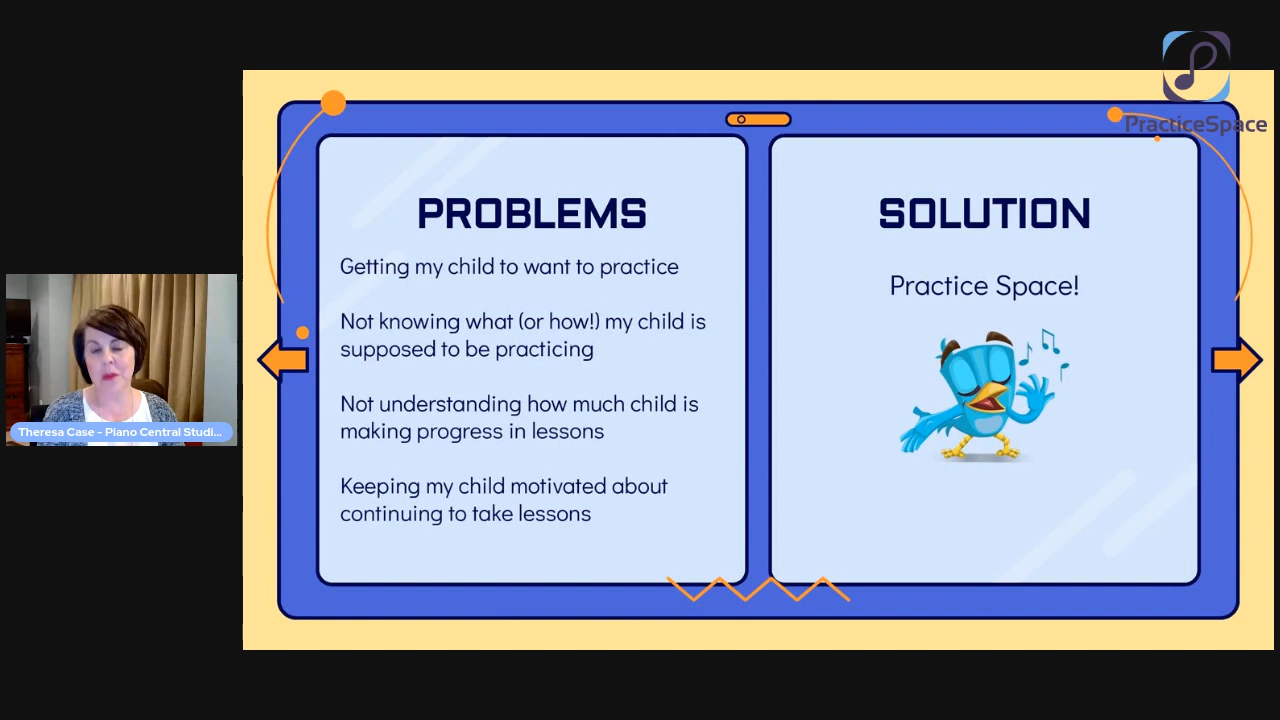 PracticeSpace
PROBLEMS
Getting my child to want to practice
Not knowing what (or how!) my child is
supposed to be practicing
Not understanding how much child is
making progress in lessons
Keeping my child motivated about
continuing to take lessons
SOLUTION
Practice Space!
Theresa Case - Piano Central Studi...